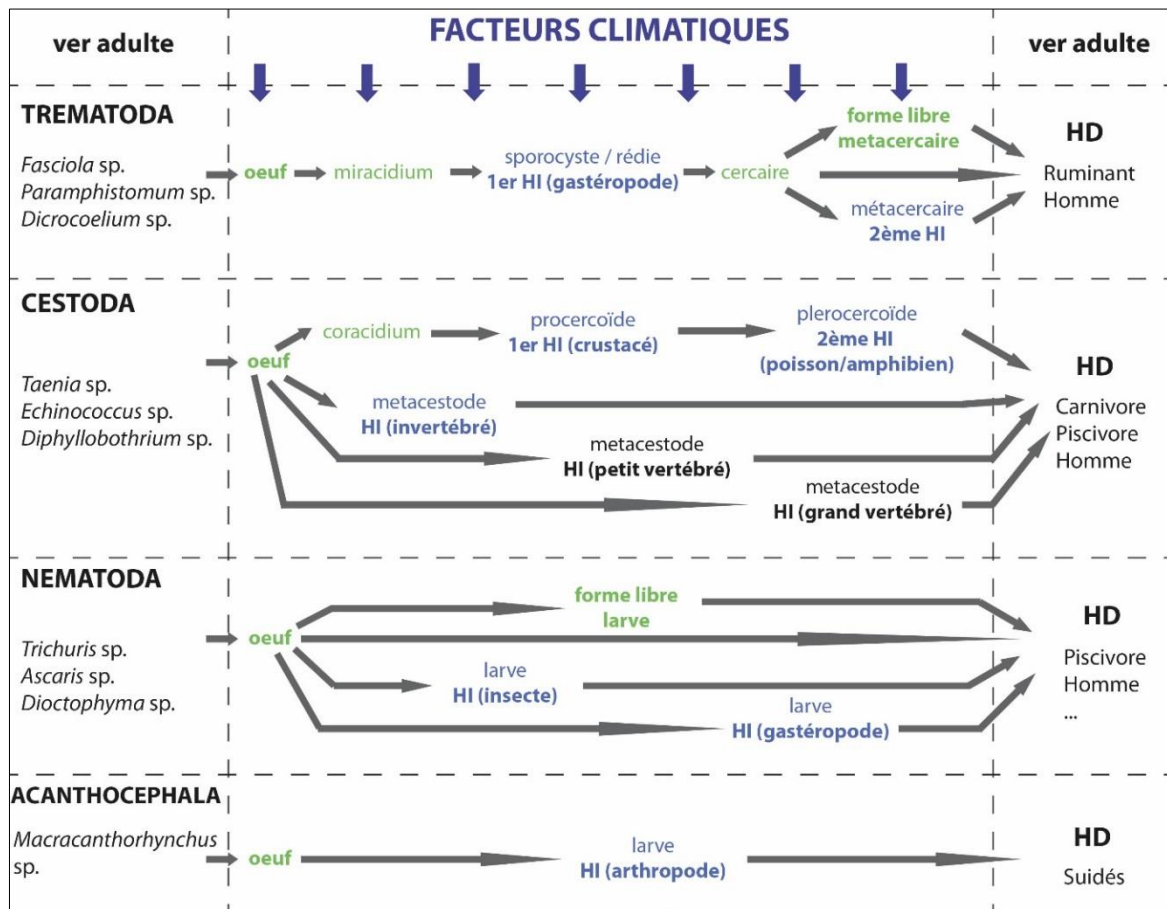 ver adulte
FACTEURS CLIMATIQUES
ver adulte
TREMATODA
Fasciola sp.
Paramphistomum sp.
Dicrocoelium sp.
oeuf
miracidium
sporocyste / rédie
1er HI (gastéropode)
cercaire
forme libre
metacercaire
métacercaire
2ème HI
HD
Ruminant
Homme
CESTODA
Taenia sp.
Echinococcus sp.
Diphyllobothrium sp.
oeuf
coracidium
procercoïde
1er HI (crustacé)
plerocercoïde
2ème HI
(poisson/amphibien)
metacestode
HI (invertébré)
metacestode
HI (petit vertébré)
metacestode
HI (grand vertébré)
HD
Carnivore
Piscivore
Homme
NEMATODA
Trichuris sp.
Ascaris sp.
Dioctophyma sp.
oeuf
forme libre
larve
larve
HI (insecte)
larve
HI (gastéropode)
HD
Piscivore
Homme
...
ACANTHOCEPHALA
Macracanthorhynchus
sp.
oeuf
larve
HI (arthropode)
HD
Suidés